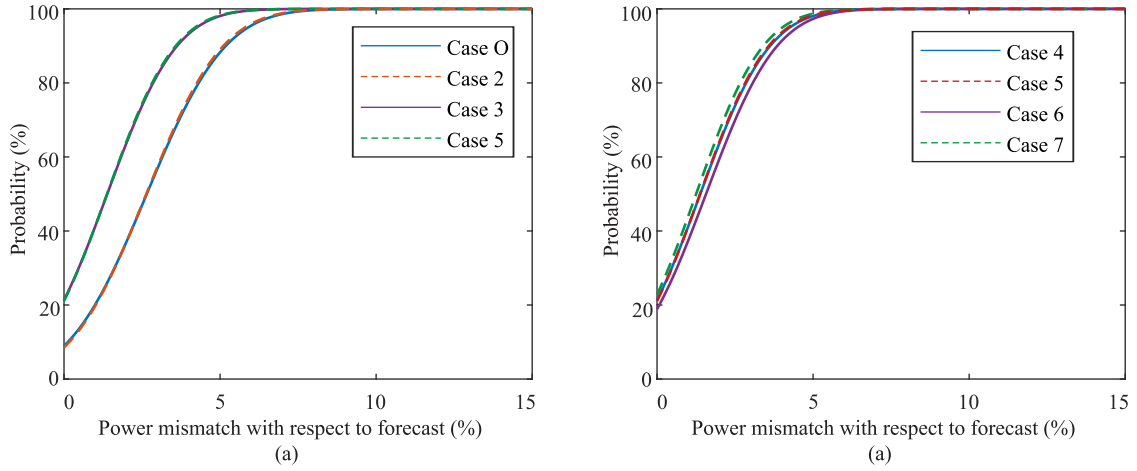 100
80
60
40
20
0
Probability (%)
Case O
Case 2
Case 3
Case 5
0 5 10 15
Power mismatch with respect to forecast (%)
(a)
100
80
60
40
20
0
Probability (%)
Case 4
Case 5
Case 6
Case 7
0 5 10 15
Power mismatch with respect to forecast (%)
(a)